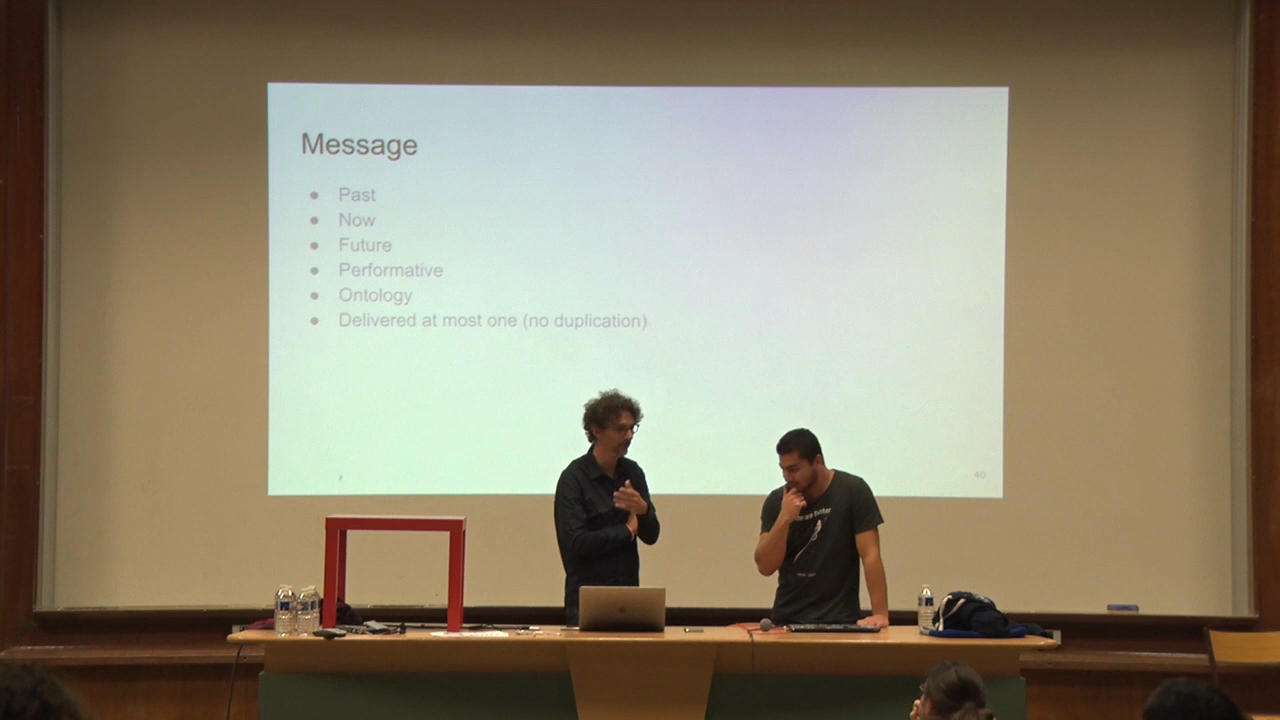 Message
● Past
● Now
● Future
● Performative
● Ontology
● Delivered at most one (no duplication)
40